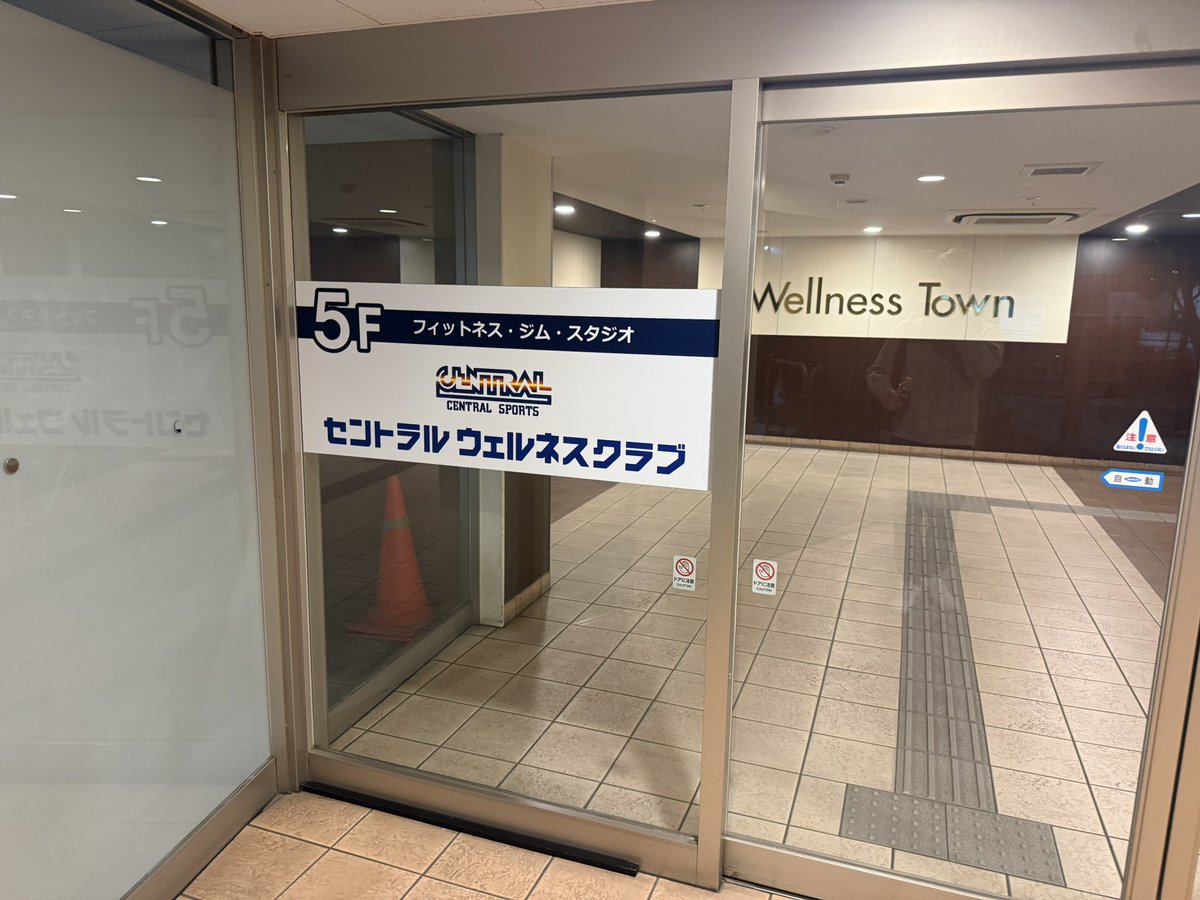 5F フィットネス・ジム・スタジオ
CENTRAL
CENTRAL SPORTS
セントラル ウェルネスクラブ
Wellness Town
注意
自動
ドアに注意
CAUTION
ドアに注意
CAUTION